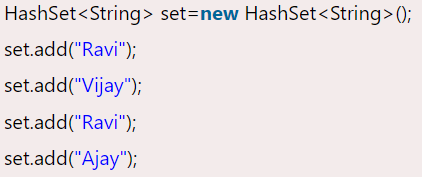 HashSet<String> set=new HashSet<String>();
set.add("Ravi");
set.add("Vijay");
set.add("Ravi");
set.add("Ajay");